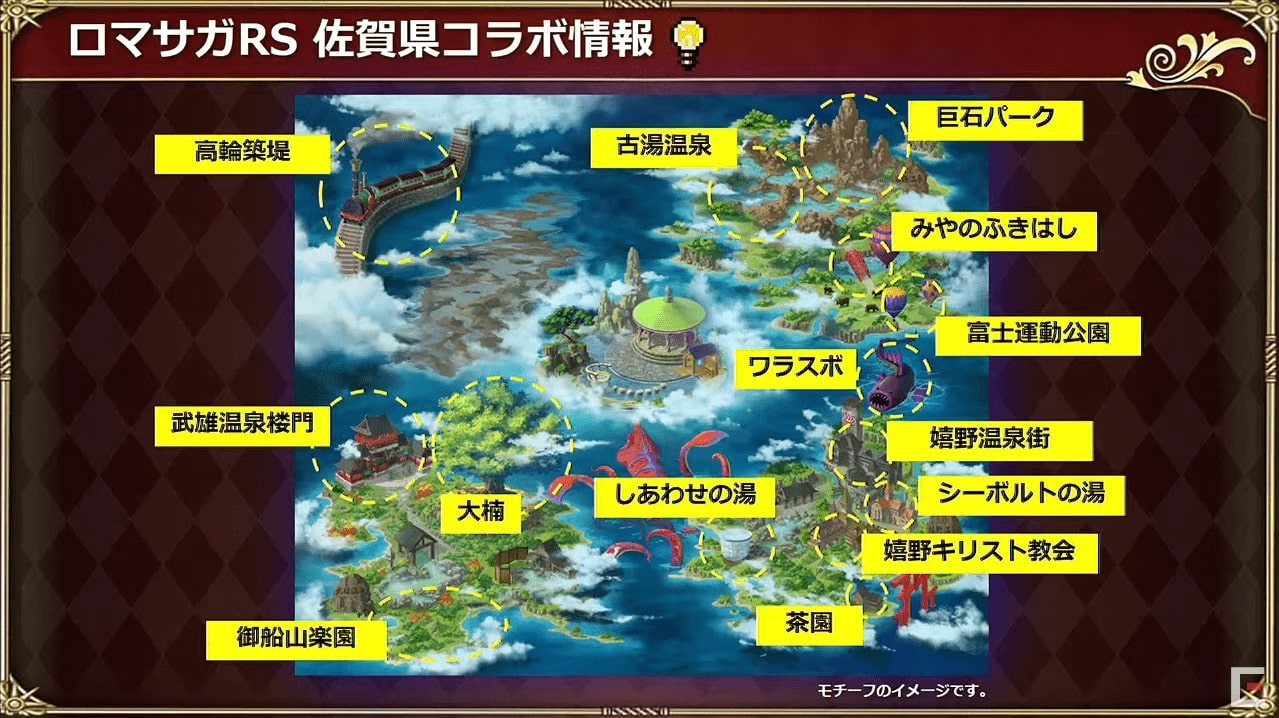 ロマサガRS 佐賀県コラボ情報
高輪築堤
古湯温泉
巨石パーク
みやのふきはし
富士運動公園
ワラスボ
武雄温泉楼門
嬉野温泉街
大楠
しあわせの湯
シーボルトの湯
嬉野キリスト教会
茶園
御船山楽園
モチーフのイメージです。